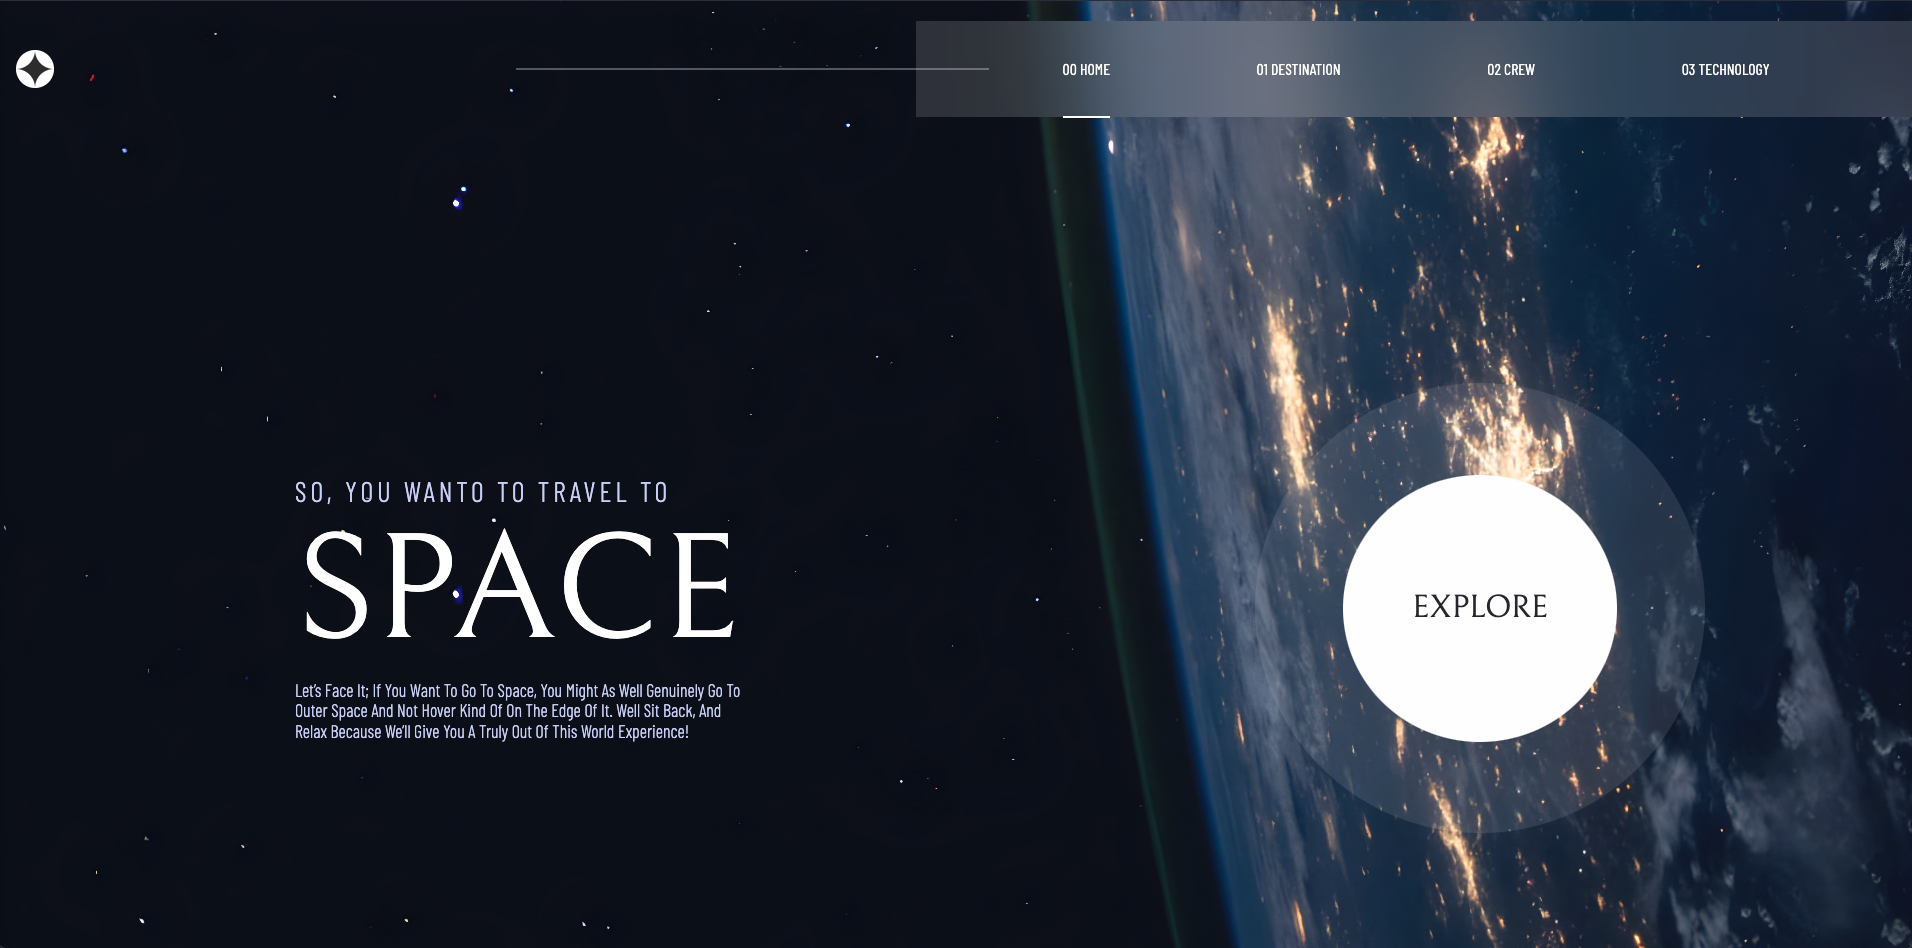 00 HOME 01 DESTINATION 02 CREW 03 TECHNOLOGY
SO, YOU WANTO TO TRAVEL TO
SPACE
Let's Face It; If You Want To Go To Space, You Might As Well Genuinely Go To
Outer Space And Not Hover Kind Of On The Edge Of It. Well Sit Back, And
Relax Because We'll Give You A Truly Out Of This World Experience!
EXPLORE